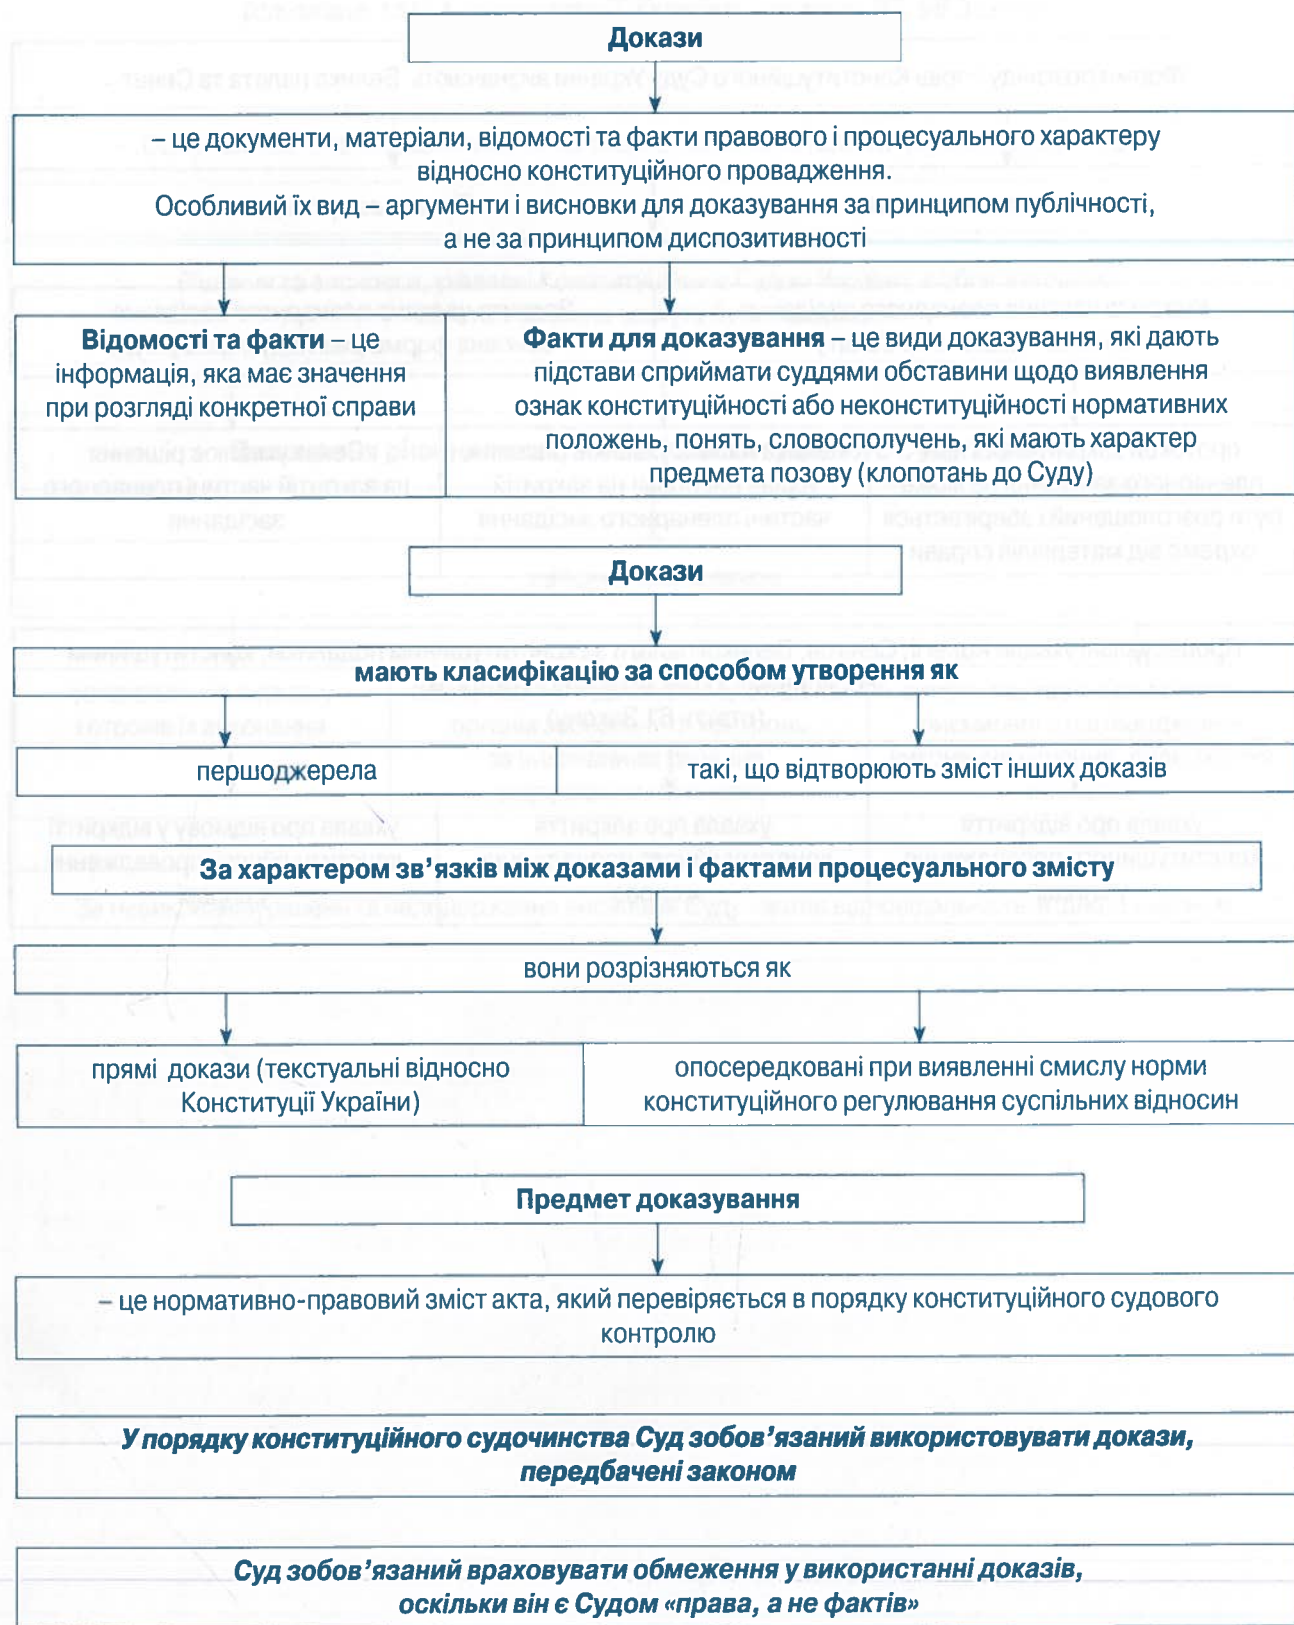 Докази
– це документи, матеріали, відомості та факти правового і процесуального характеру
відносно конституційного провадження.
Особливий їх вид – аргументи і висновки для доказування за принципом публічності,
а не за принципом диспозитивності
Відомості та факти – це
інформація, яка має значення
при розгляді конкретної справи
Факти для доказування – це види доказування, які дають
підстави сприймати суддями обставини щодо виявлення
ознак конституційності або неконституційності нормативних
положень, понять, словосполучень, які мають характер
предмета позову (клопотань до Суду)
Докази
мають класифікацію за способом утворення як
першоджерела
такі, що відтворюють зміст інших доказів
За характером зв’язків між доказами і фактами процесуального змісту
вони розрізняються як
прямі докази (текстуальні відносно
Конституції України)
опосередковані при виявленні смислу норми
конституційного регулювання суспільних відносин
Предмет доказування
– це нормативно-правовий зміст акта, який перевіряється в порядку конституційного судового
контролю
У порядку конституційного судочинства Суд зобов’язаний використовувати докази,
передбачені законом
Суд зобов’язаний враховувати обмеження у використанні доказів,
оскільки він є Судом «права, а не фактів»